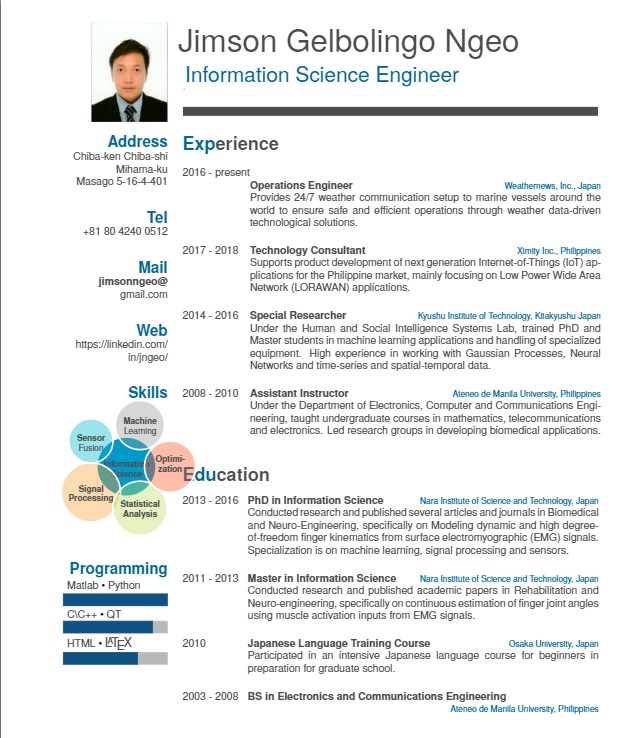 Jimson Gelbolingo Ngeo
Information Science Engineer
Address
Chiba-ken Chiba-shi
Mihama-ku
Masago 5-16-4-401
Tel
+81 80 4240 0512
Mail
jimsonngeo@
gmail.com
Web
https://linkedin.com/
in/jngeo/
Skills
Machine
Learning
Sensor
Fusion
Information
Science
Optimi-
zation
Signal
Processing
Statistical
Analysis
Programming
Matlab • Python
C\C++ • QT
HTML • LATEX
Experience
2016 - present
Operations Engineer Weathernews, Inc., Japan
Provides 24/7 weather communication setup to marine vessels around the
world to ensure safe and efficient operations through weather data-driven
technological solutions.
2017 - 2018 Technology Consultant Ximity Inc., Philippines
Supports product development of next generation Internet-of-Things (IoT) ap-
plications for the Philippine market, mainly focusing on Low Power Wide Area
Network (LORAWAN) applications.
2014 - 2016 Special Researcher Kyushu Institute of Technology, Kitakyushu Japan
Under the Human and Social Intelligence Systems Lab, trained PhD and
Master students in machine learning applications and handling of specialized
equipment. High experience in working with Gaussian Processes, Neural
Networks and time-series and spatial-temporal data.
2008 - 2010 Assistant Instructor Ateneo de Manila University, Philippines
Under the Department of Electronics, Computer and Communications Engi-
neering, taught undergraduate courses in mathematics, telecommunications
and electronics. Led research groups in developing biomedical applications.
Education
2013 - 2016 PhD in Information Science Nara Institute of Science and Technology, Japan
Conducted research and published several articles and journals in Biomedical
and Neuro-Engineering, specifically on Modeling dynamic and high degree-
of-freedom finger kinematics from surface electromyographic (EMG) signals.
Specialization is on machine learning, signal processing and sensors.
2011 - 2013 Master in Information Science Nara Institute of Science and Technology, Japan
Conducted research and published academic papers in Rehabilitation and
Neuro-engineering, specifically on continuous estimation of finger joint angles
using muscle activation inputs from EMG signals.
2010 Japanese Language Training Course Osaka University, Japan
Participated in an intensive Japanese language course for beginners in
preparation for graduate school.
2003 - 2008 BS in Electronics and Communications Engineering
Ateneo de Manila University, Philippines